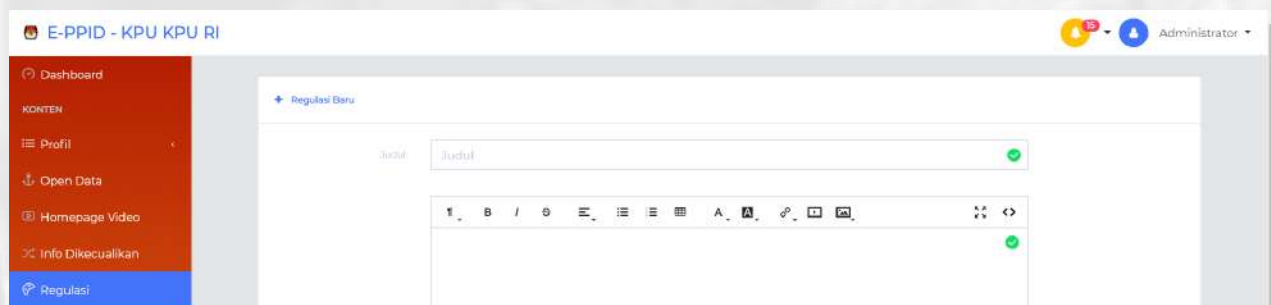 E-PPID - KPU KPU RI
15
Administrator
Dashboard
KONTEN
+ Regulasi Baru
Profil
Judul Judul
Open Data
Homepage Video
Info Dikecualikan
Regulasi